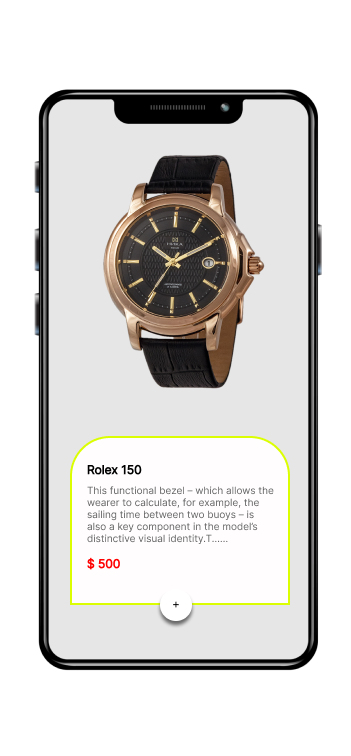 Rolex 150
This functional bezel – which allows the
wearer to calculate, for example, the
sailing time between two buoys – is
also a key component in the model's
distinctive visual identity.T......
$ 500
+